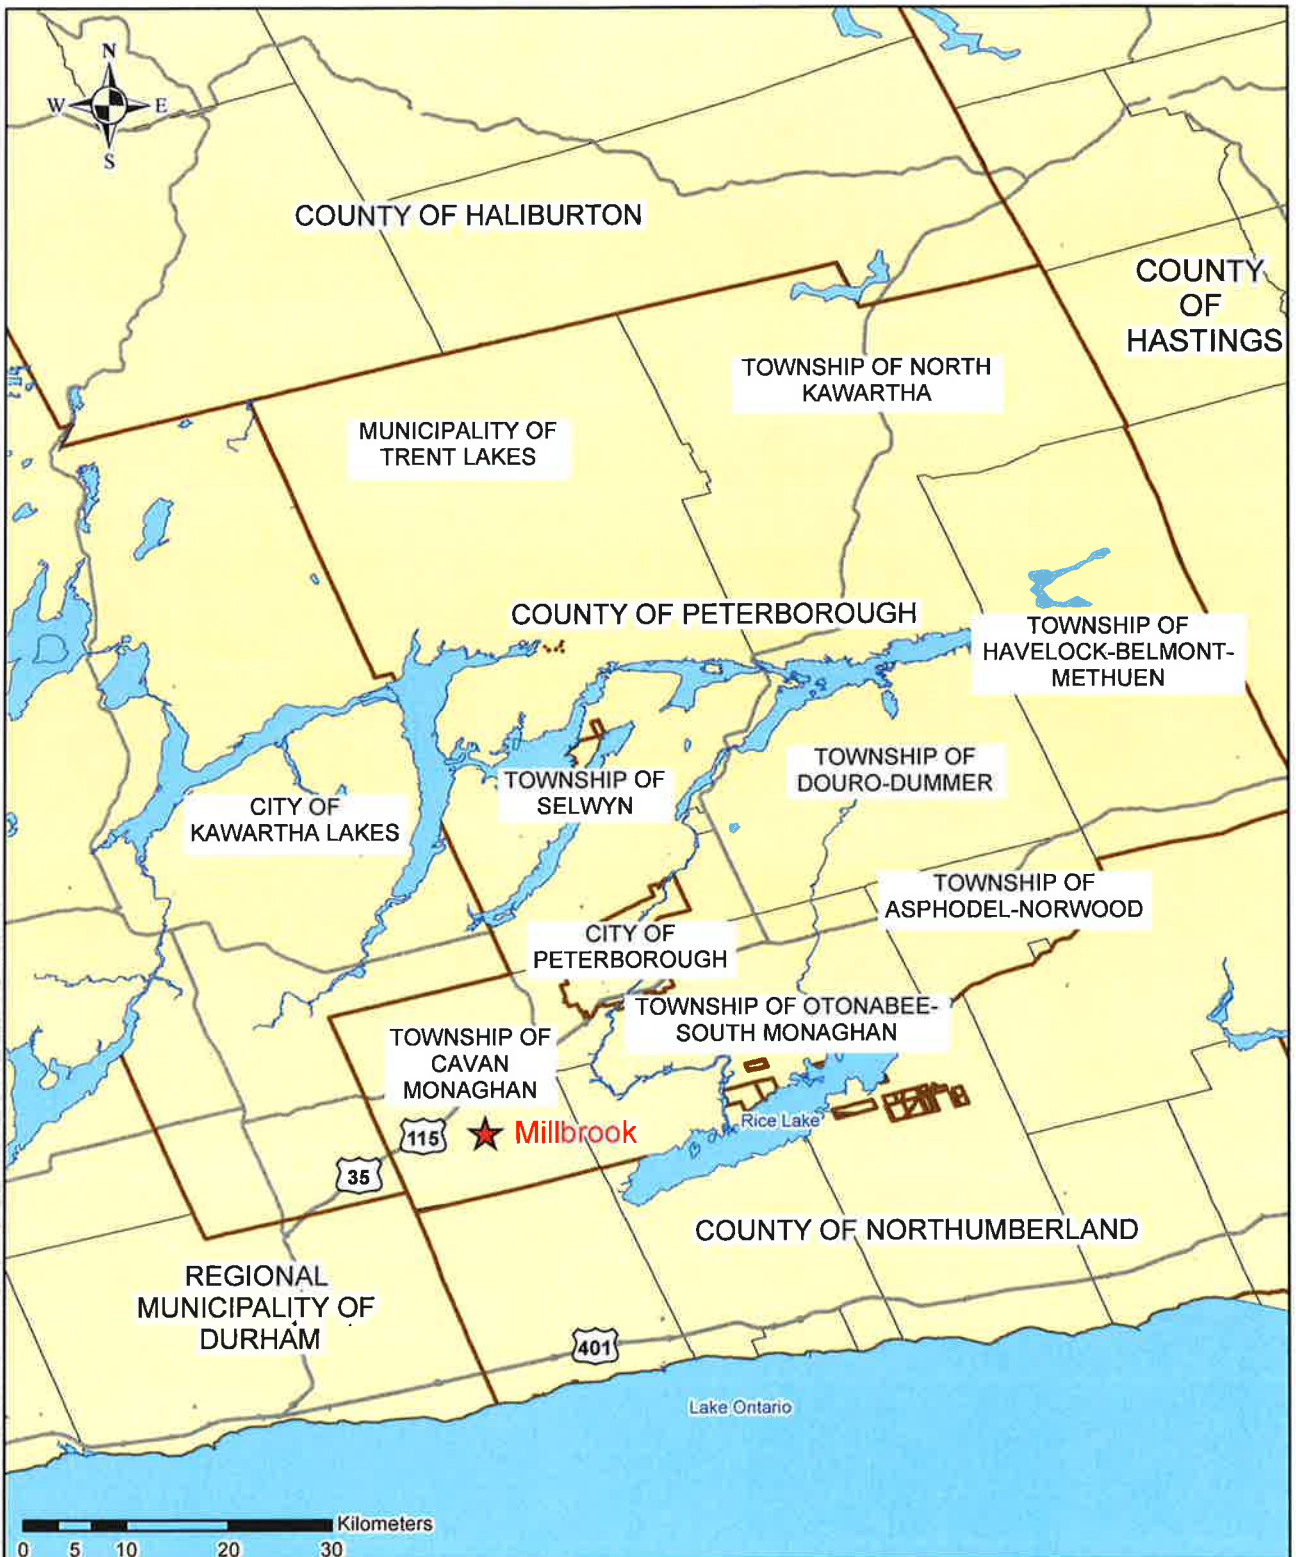 N
W E
S
COUNTY OF HALIBURTON
COUNTY
OF
HASTINGS
TOWNSHIP OF NORTH
KAWARTHA
MUNICIPALITY OF
TRENT LAKES
COUNTY OF PETERBOROUGH
TOWNSHIP OF
HAVELOCK-BELMONT-
METHUEN
TOWNSHIP OF
DOURO-DUMMER
TOWNSHIP OF
SELWYN
CITY OF
KAWARTHA LAKES
TOWNSHIP OF
ASPHODEL-NORWOOD
CITY OF
PETERBOROUGH
TOWNSHIP OF OTONABEE-
SOUTH MONAGHAN
TOWNSHIP OF
CAVAN
MONAGHAN
115
Millbrook
Rice Lake
35
COUNTY OF NORTHUMBERLAND
REGIONAL
MUNICIPALITY OF
DURHAM
401
Lake Ontario
Kilometers
0 5 10 20 30